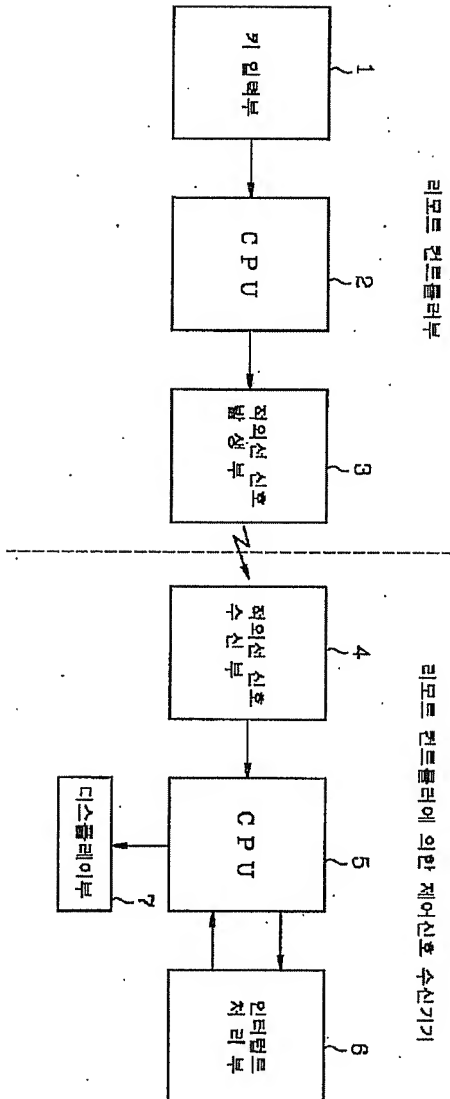 리모트 컨트롤러부
1
키 입력부
2
CPU
3
적외선 신호
발생부
리모트 컨트롤러에 의한 제어신호 수신기기
4
적외선 신호
수신부
5
CPU
6
인터럽트
처리부
7
디스플레이부